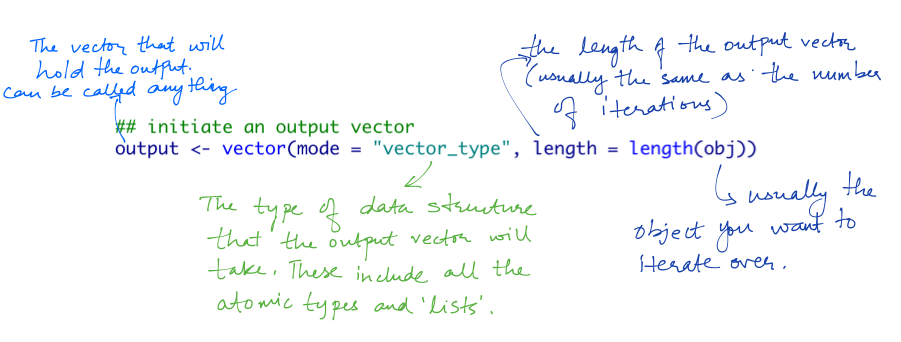 The vector that will
hold the output.
can be called anything
the length of the output vector
(usually the same as the number
of iterations)
## initiate an output vector
output <- vector(mode = "vector_type", length = length(obj))
The type of data structure
that the output vector will
take. These include all the
atomic types and 'lists'.
usually the
object you want to
iterate over.